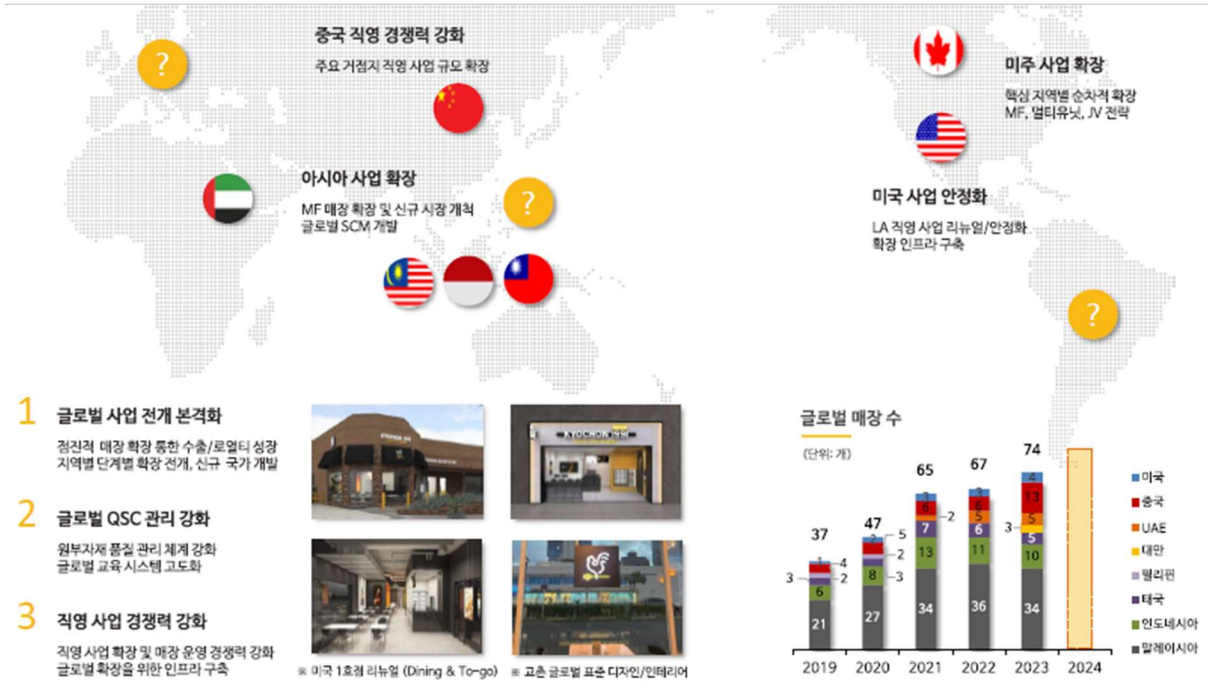 중국 직영 경쟁력 강화
주요 거점지 직영 사업 규모 확장
?
미주 사업 확장
핵심 지역별 순차적 확장
MF, 멀티유닛, JV 전략
아시아 사업 확장
MF 매장 확장 및 신규 시장 개척
글로벌 SCM 개발
?
미국 사업 안정화
LA 직영 사업 리뉴얼/안정화
확장 인프라 구축
?
1 글로벌 사업 전개 본격화
점진적 매장 확장 통한 수출/로열티 성장
지역별 단계별 확장 전개, 신규 국가 개발
2 글로벌 QSC 관리 강화
원부자재 품질 관리 체계 강화
글로벌 교육 시스템 고도화
3 직영 사업 경쟁력 강화
직영 사업 확장 및 매장 운영 경쟁력 강화
글로벌 확장을 위한 인프라 구축
KYOCHON 1991
※ 미국 1호점 리뉴얼 (Dining & To-go)
※ 교촌 글로벌 표준 디자인/인테리어
글로벌 매장 수
(단위: 개)
37
1
4
3
2
6
21
47
2
5
2
3
8
27
65
3
6
2
7
13
34
67
3
6
5
6
11
36
74
4
13
5
3
5
10
34
2019 2020 2021 2022 2023 2024
미국
중국
UAE
대만
필리핀
태국
인도네시아
말레이시아